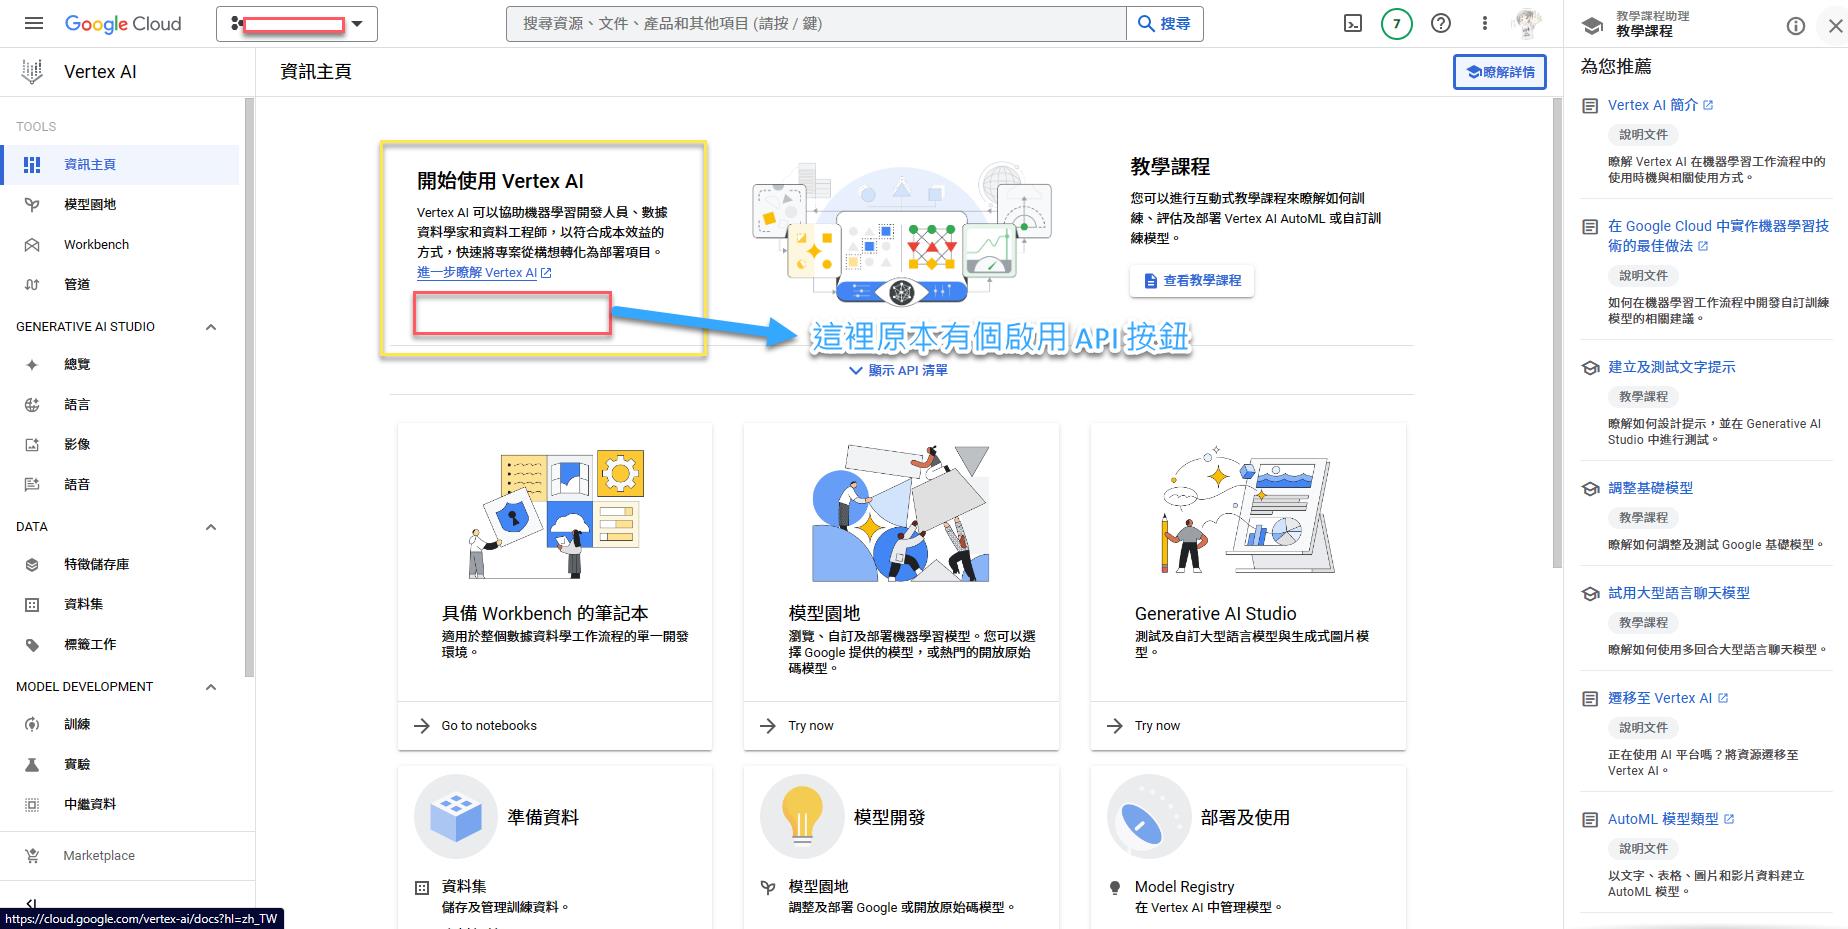 Google Cloud
搜尋資源、文件、產品和其他項目 (請按 / 鍵)
搜尋
7
教學課程助理
教學課程
Vertex AI
資訊主頁
瞭解詳情
TOOLS
資訊主頁
模型園地
Workbench
管道
GENERATIVE AI STUDIO
總覽
語言
影像
語音
DATA
特徵儲存庫
資料集
標籤工作
MODEL DEVELOPMENT
訓練
實驗
中繼資料
Marketplace
https://cloud.google.com/vertex-ai/docs?hl=zh_TW
開始使用 Vertex AI
Vertex AI 可以協助機器學習開發人員、數據
資料學家和資料工程師，以符合成本效益的
方式，快速將專案從構想轉化為部署項目。
進一步瞭解 Vertex AI
這裡原本有個啟用 API 按鈕
教學課程
您可以進行互動式教學課程來瞭解如何訓
練、評估及部署 Vertex AI AutoML 或自訂訓
練模型。
查看教學課程
顯示 API 清單
具備 Workbench 的筆記本
適用於整個數據資料學工作流程的單一開發
環境。
Go to notebooks
模型園地
瀏覽、自訂及部署機器學習模型。您可以選
擇 Google 提供的模型，或熱門的開放原始
碼模型。
Try now
Generative AI Studio
測試及自訂大型語言模型與生成式圖片模
型。
Try now
準備資料
資料集
儲存及管理訓練資料。
模型開發
模型園地
調整及部署 Google 或開放原始碼模型。
部署及使用
Model Registry
在 Vertex AI 中管理模型。
為您推薦
Vertex AI 簡介
說明文件
瞭解 Vertex AI 在機器學習工作流程中的
使用時機與相關使用方式。
在 Google Cloud 中實作機器學習技
術的最佳做法
說明文件
如何在機器學習工作流程中開發自訂訓練
模型的相關建議。
建立及測試文字提示
教學課程
瞭解如何設計提示，並在 Generative AI
Studio 中進行測試。
調整基礎模型
教學課程
瞭解如何調整及測試 Google 基礎模型。
試用大型語言聊天模型
教學課程
瞭解如何使用多回合大型語言聊天模型。
遷移至 Vertex AI
說明文件
正在使用 AI 平台嗎？將資源遷移至
Vertex AI。
AutoML 模型類型
說明文件
以文字、表格、圖片和影片資料建立
AutoML 模型。